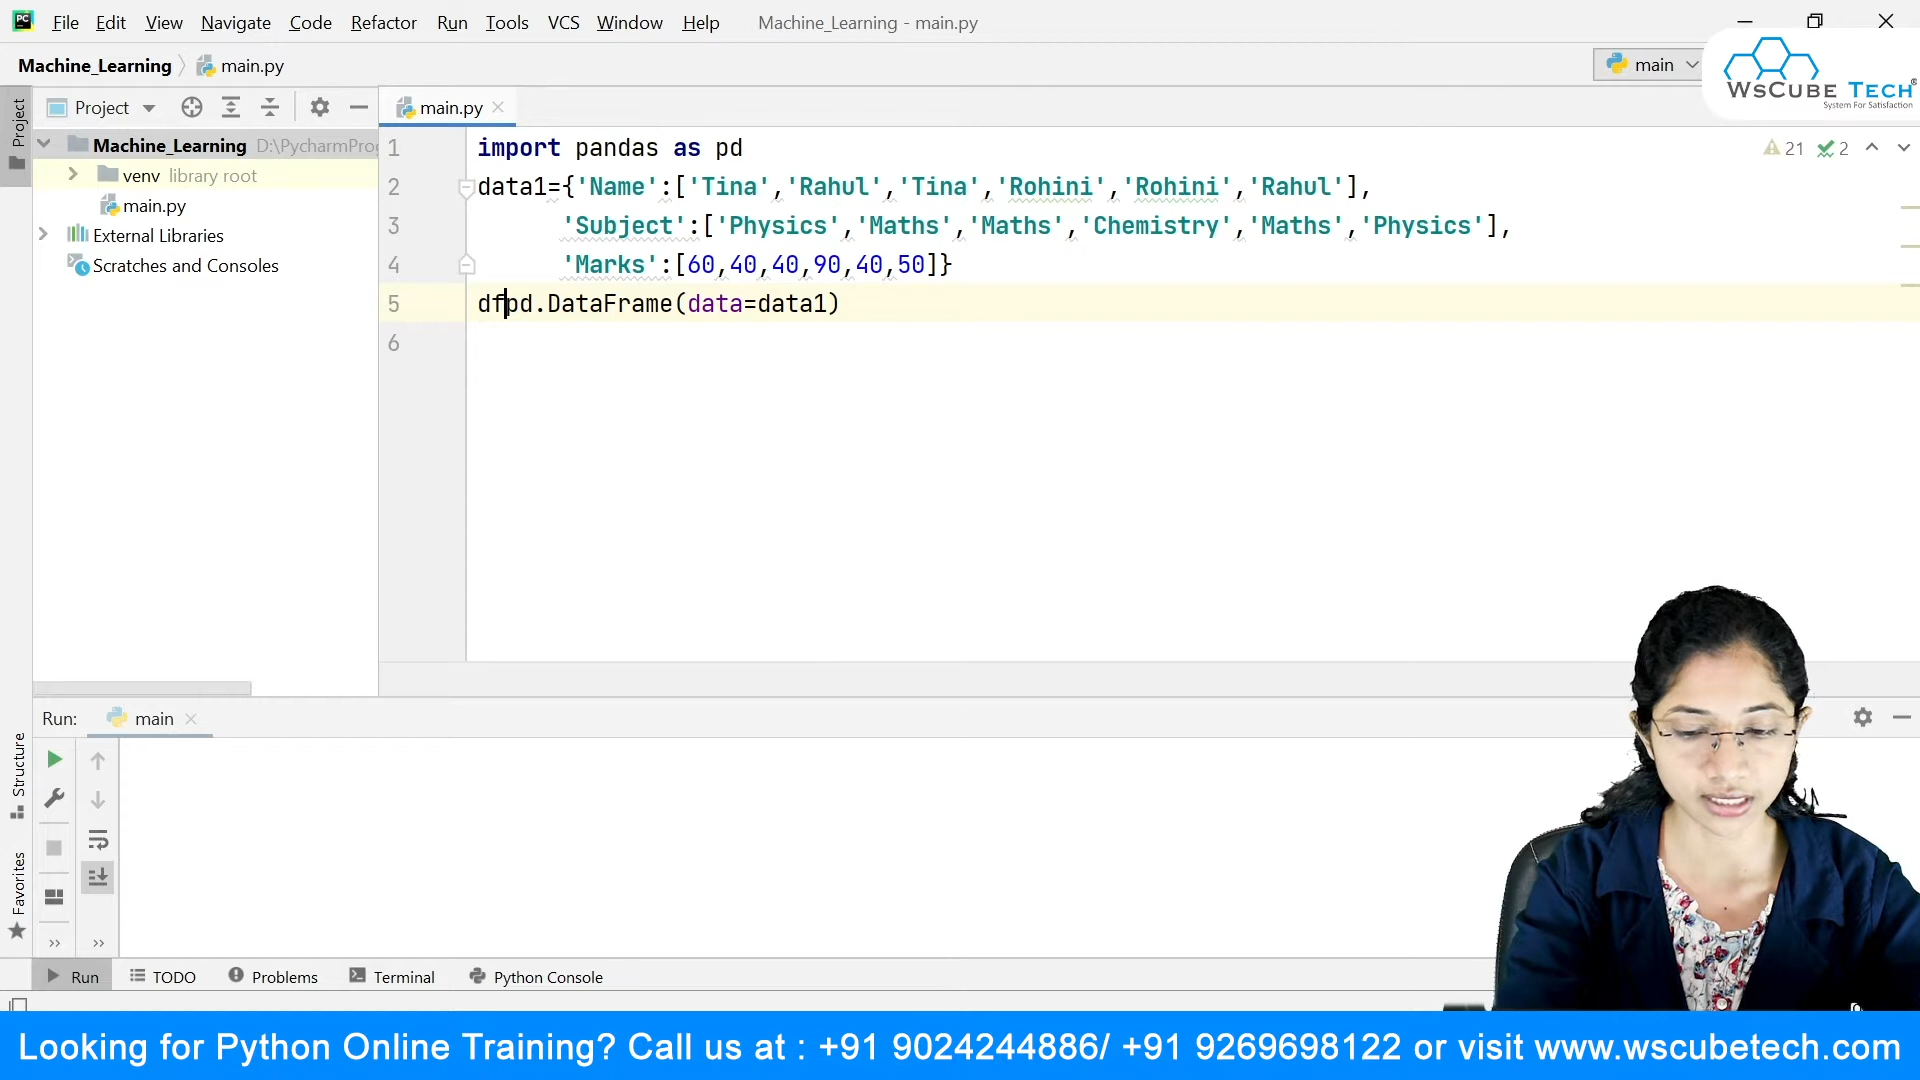 File Edit View Navigate Code Refactor Run Tools VCS Window Help Machine_Learning - main.py
Machine_Learning main.py main
WsCube Tech®
System For Satisfaction
Project
Project
main.py
Machine_Learning D:\PycharmProj
venv library root
main.py
External Libraries
Scratches and Consoles
21 2
1 import pandas as pd
2 data1={'Name':['Tina','Rahul','Tina','Rohini','Rohini','Rahul'],
3 'Subject':['Physics','Maths','Maths','Chemistry','Maths','Physics'],
4 'Marks':[60,40,40,90,40,50]}
5 dfpd.DataFrame(data=data1)
6
Run: main
Structure
Favorites
Run TODO Problems Terminal Python Console
Looking for Python Online Training? Call us at : +91 9024244886/ +91 9269698122 or visit www.wscubetech.com